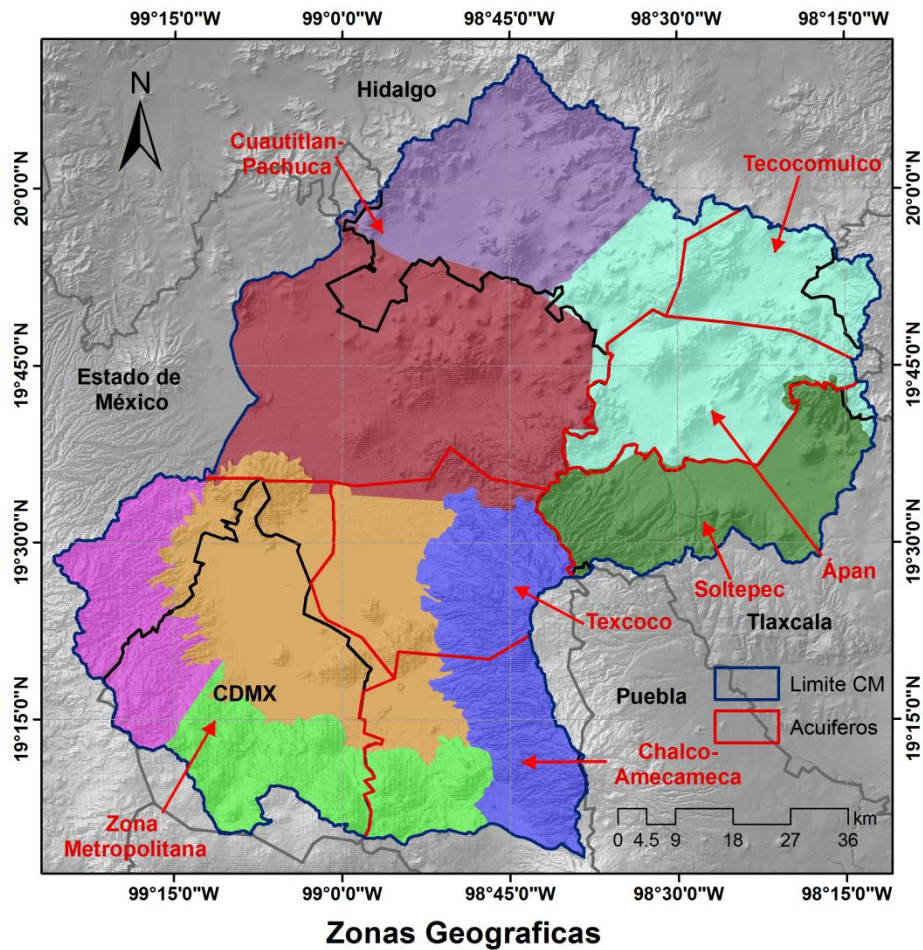 99°15'0"W 99°0'0"W 98°45'0"W 98°30'0"W 98°15'0"W
N
Hidalgo
Cuautitlan-
Pachuca
Tecocomulco
20°0'0"N
20°0'0"N
19°45'0"N
19°45'0"N
Estado de
México
19°30'0"N
19°30'0"N
Ápan
Soltepec
Texcoco
Tlaxcala
CDMX
Puebla
Limite CM
19°15'0"N
19°15'0"N
Acuiferos
Chalco-
Amecameca
Zona
Metropolitana
km
0 4.5 9 18 27 36
99°15'0"W 99°0'0"W 98°45'0"W 98°30'0"W 98°15'0"W
Zonas Geograficas